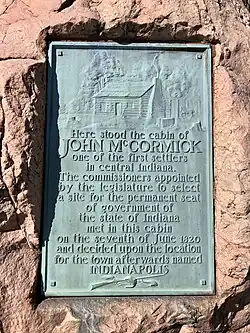 Here stood the cabin of
JOHN McCORMICK
one of the first settlers
in central Indiana.
The commissioners appointed
by the legislature to select
a site for the permanent seat
of government of
the state of Indiana
met in this cabin
on the seventh of June 1820
and decided upon the location
for the town afterwards named
INDIANAPOLIS